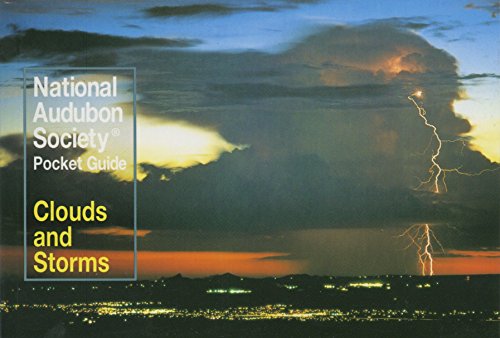 National
Audubon
Society®
Pocket Guide
Clouds
and
Storms